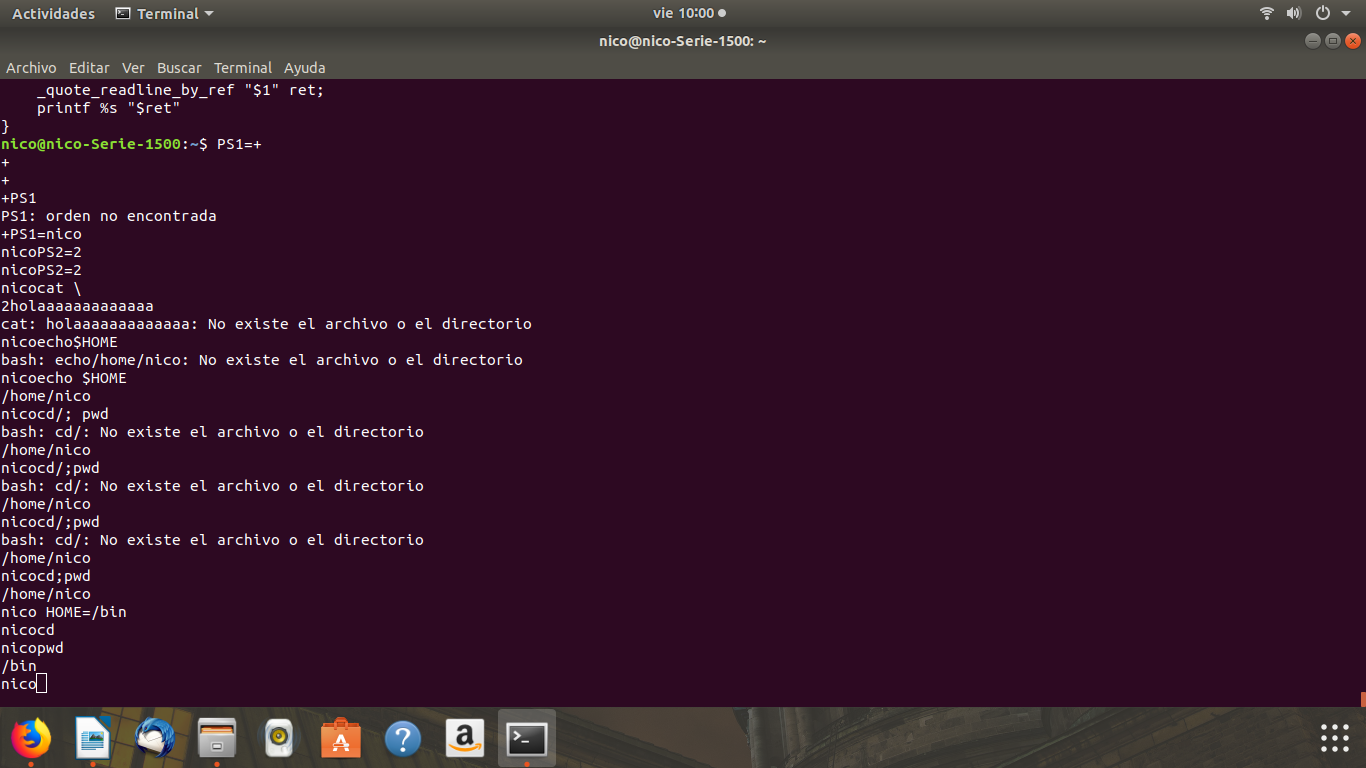 Actividades Terminal vie 10:00
nico@nico-Serie-1500: ~
Archivo Editar Ver Buscar Terminal Ayuda
    _quote_readline_by_ref "$1" ret;
    printf %s "$ret"
}
nico@nico-Serie-1500:~$ PS1=+
+
+
+PS1
PS1: orden no encontrada
+PS1=nico
nicoPS2=2
nicoPS2=2
nicocat \
2holaaaaaaaaaaaaa
cat: holaaaaaaaaaaaaa: No existe el archivo o el directorio
nicoecho$HOME
bash: echo/home/nico: No existe el archivo o el directorio
nicoecho $HOME
/home/nico
nicocd/; pwd
bash: cd/: No existe el archivo o el directorio
/home/nico
nicocd/;pwd
bash: cd/: No existe el archivo o el directorio
/home/nico
nicocd/;pwd
bash: cd/: No existe el archivo o el directorio
/home/nico
nicocd;pwd
/home/nico
nico HOME=/bin
nicocd
nicopwd
/bin
nico